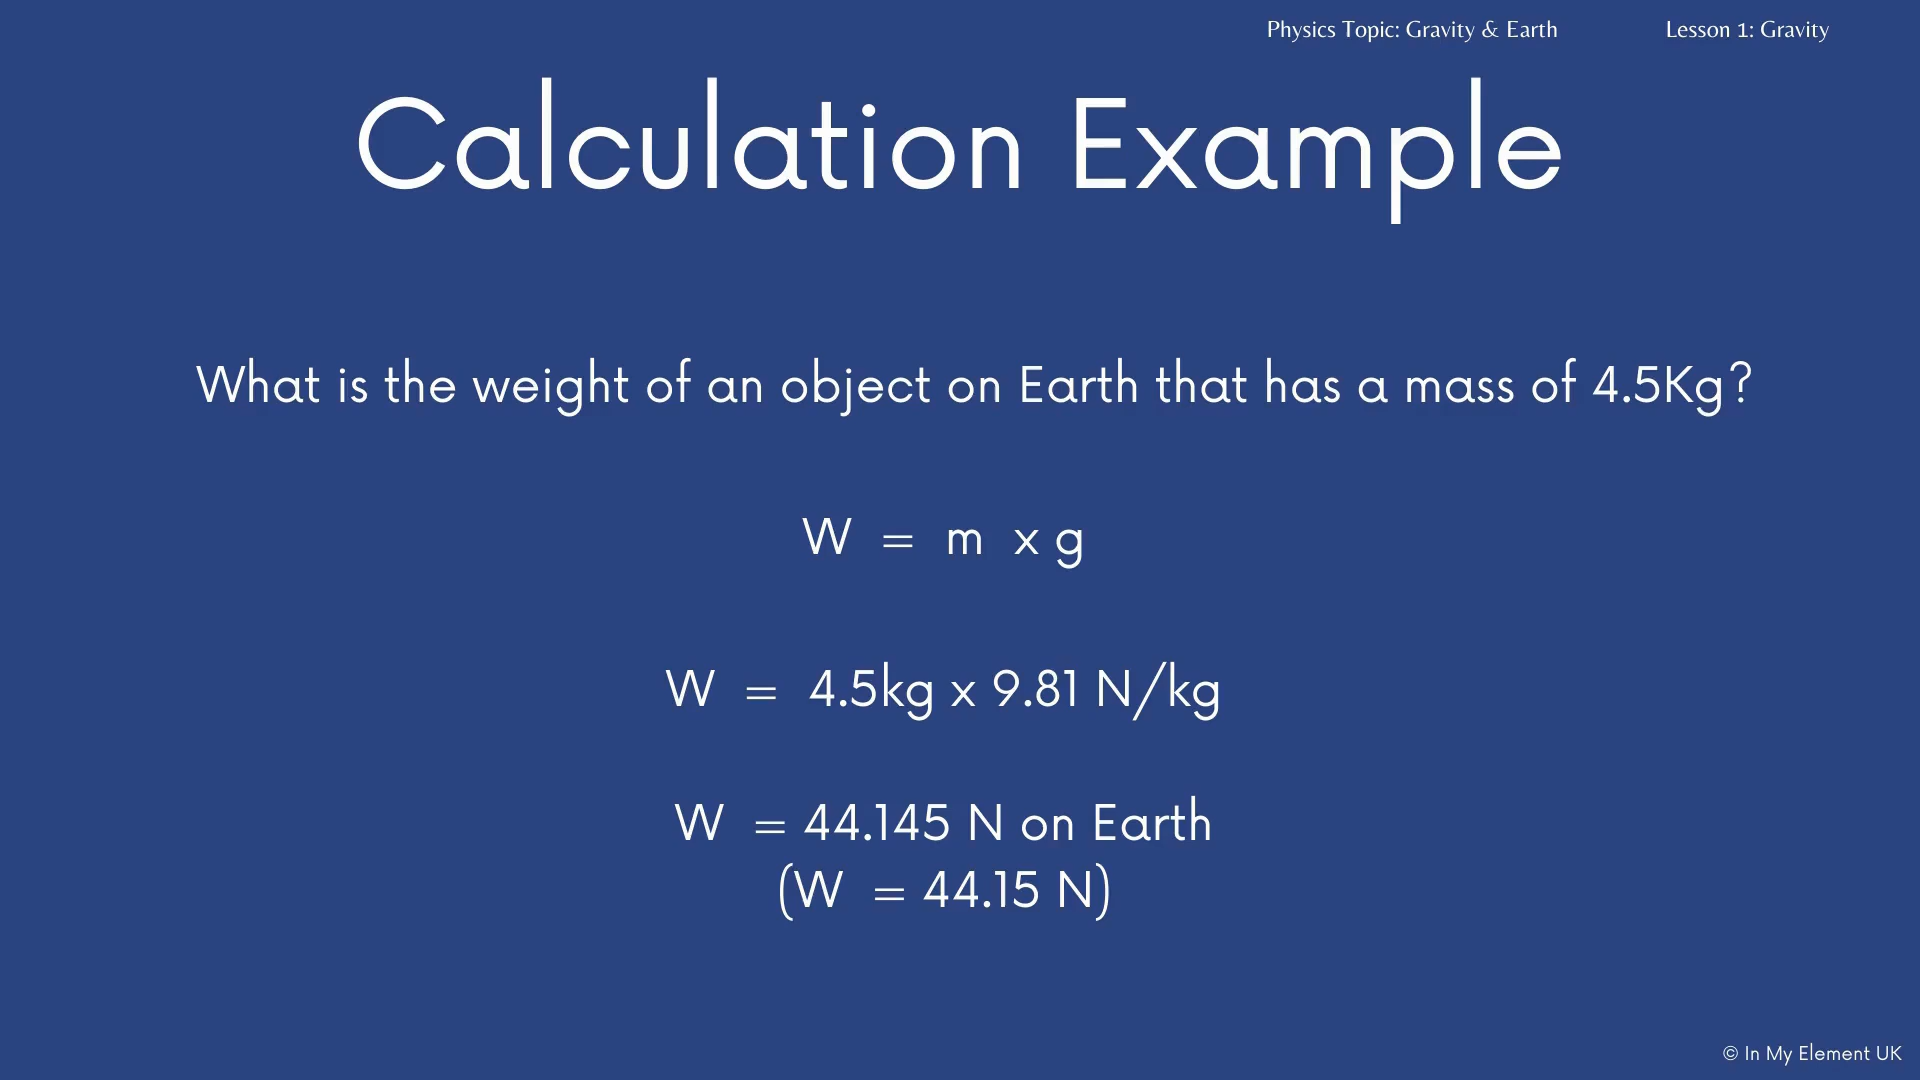 Physics Topic: Gravity & Earth Lesson 1: Gravity
Calculation Example
What is the weight of an object on Earth that has a mass of 4.5Kg?
W = m x g
W = 4.5kg x 9.81 N/kg
W = 44.145 N on Earth
(W = 44.15 N)
© In My Element UK